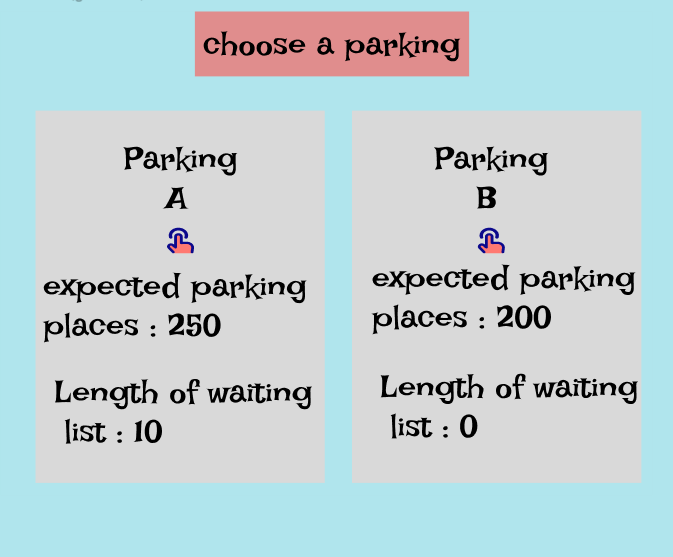 choose a parking
Parking
A
expected parking
places : 250
Length of waiting
list : 10
Parking
B
expected parking
places : 200
Length of waiting
list : 0